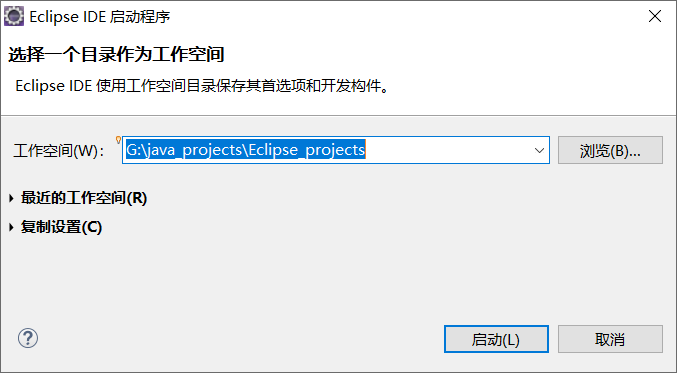 Eclipse IDE 启动程序
选择一个目录作为工作空间
Eclipse IDE 使用工作空间目录保存其首选项和开发构件。
工作空间(W)： G:\java_projects\Eclipse_projects 浏览(B)...
最近的工作空间(R)
复制设置(C)
? 启动(L) 取消